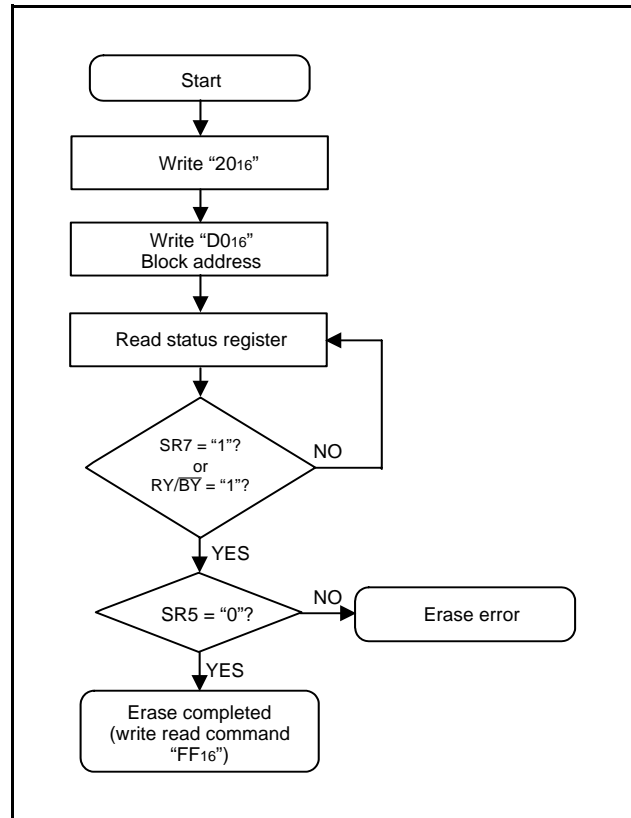 Start
Write “20₁₆”
Write “D0₁₆”
Block address
Read status register
SR7 = “1”?
or
RY/B̅Y̅ = “1”?
NO
YES
SR5 = “0”?
NO
Erase error
YES
Erase completed
(write read command
“FF₁₆”)